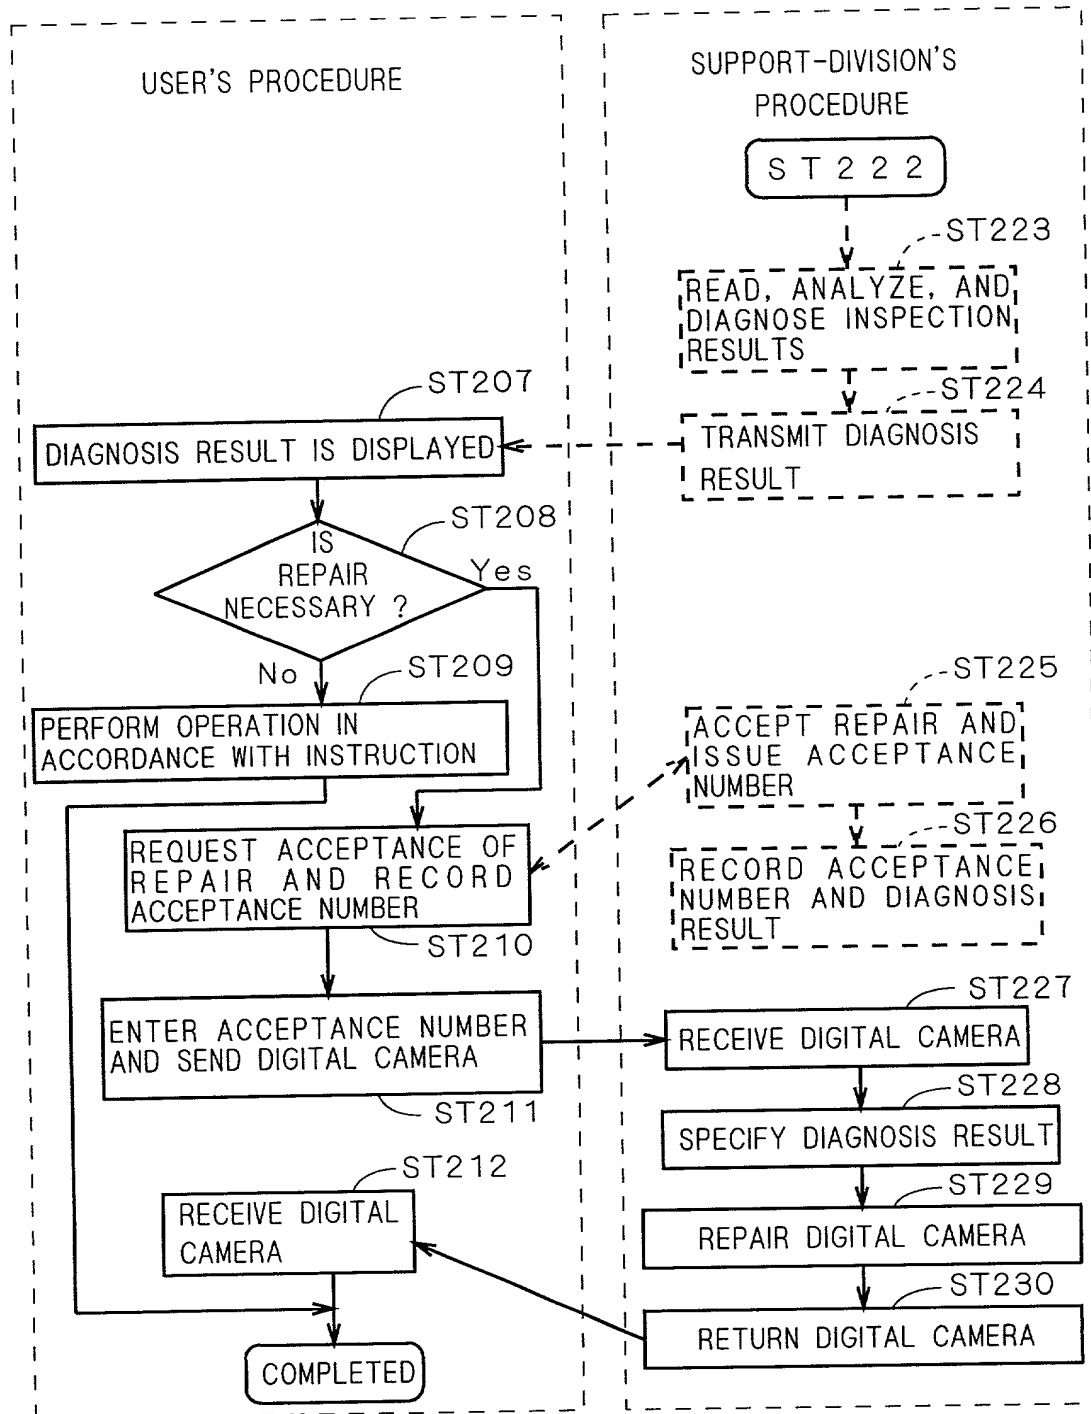 USER'S PROCEDURE
SUPPORT-DIVISION'S
PROCEDURE
ST222
ST223
READ, ANALYZE, AND
DIAGNOSE INSPECTION
RESULTS
ST224
TRANSMIT DIAGNOSIS
RESULT
ST207
DIAGNOSIS RESULT IS DISPLAYED
ST208
IS
REPAIR
NECESSARY ?
Yes
No
ST209
PERFORM OPERATION IN
ACCORDANCE WITH INSTRUCTION
ST225
ACCEPT REPAIR AND
ISSUE ACCEPTANCE
NUMBER
REQUEST ACCEPTANCE OF
REPAIR AND RECORD
ACCEPTANCE NUMBER
ST210
ST226
RECORD ACCEPTANCE
NUMBER AND DIAGNOSIS
RESULT
ENTER ACCEPTANCE NUMBER
AND SEND DIGITAL CAMERA
ST211
ST227
RECEIVE DIGITAL CAMERA
ST228
SPECIFY DIAGNOSIS RESULT
ST229
REPAIR DIGITAL CAMERA
ST230
RETURN DIGITAL CAMERA
ST212
RECEIVE DIGITAL
CAMERA
COMPLETED